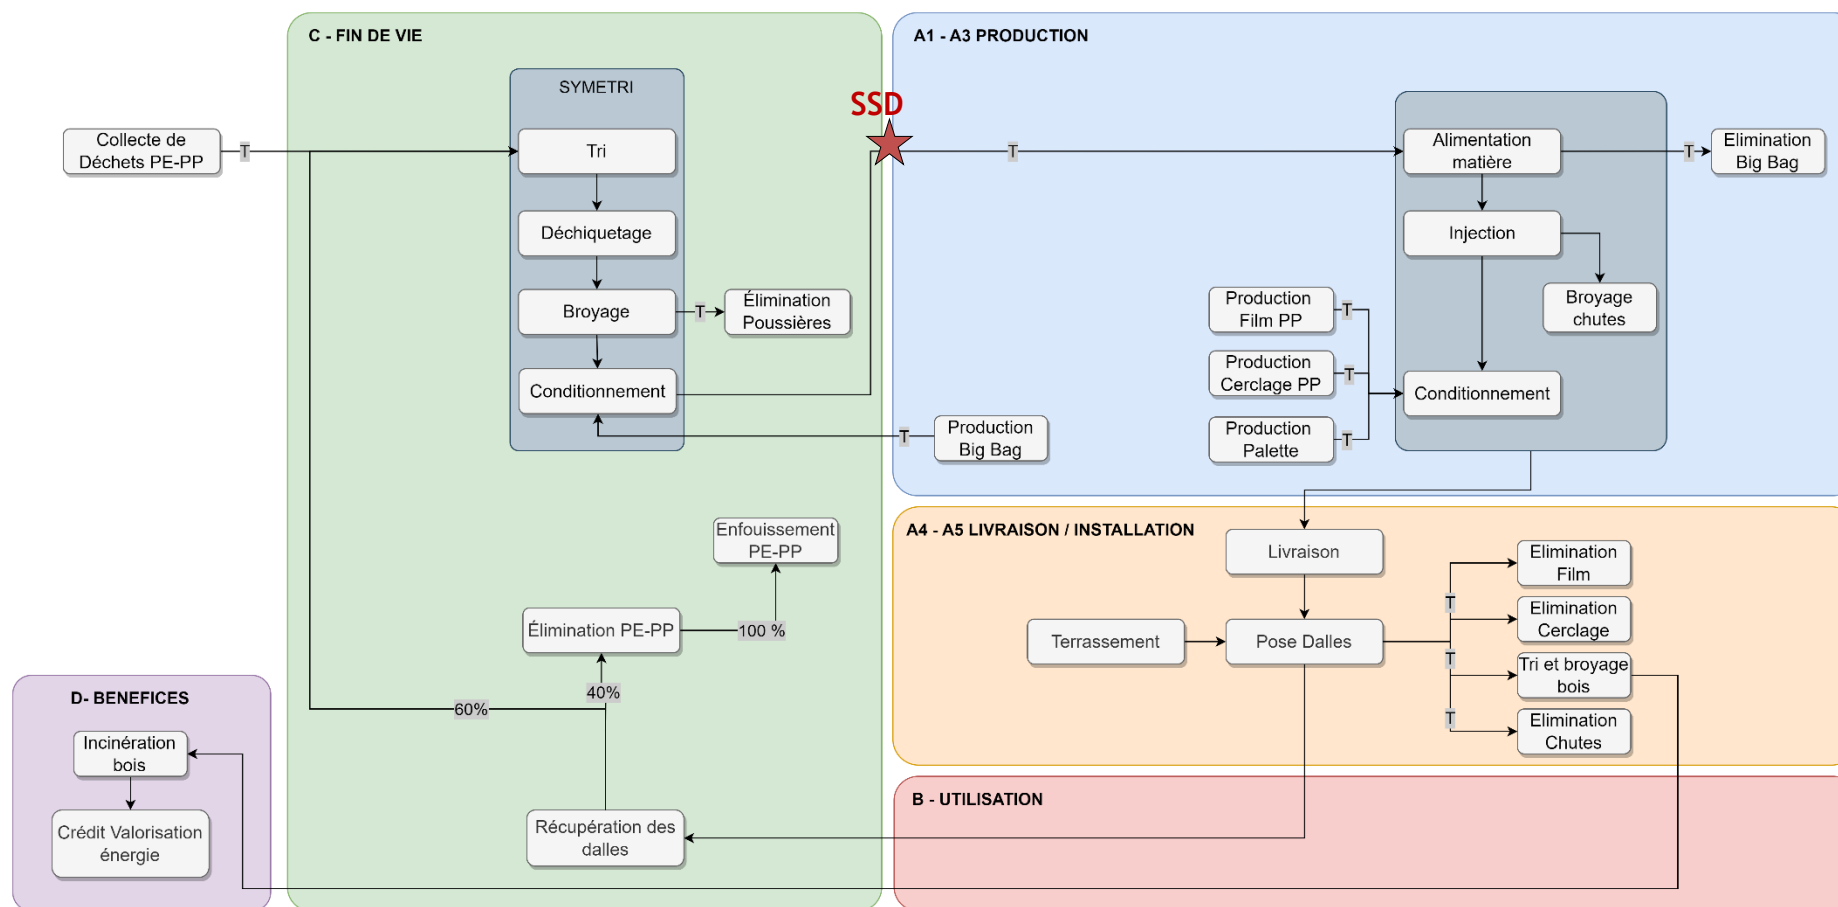 C - FIN DE VIE
SYMETRI
Collecte de
Déchets PE-PP
T
Tri
Déchiquetage
Broyage
T
Élimination
Poussières
Conditionnement
SSD
A1 - A3 PRODUCTION
T
Alimentation
matière
T
Elimination
Big Bag
Injection
Broyage
chutes
Production
Film PP
T
Production
Cerclage PP
T
Production
Palette
T
Conditionnement
T
Production
Big Bag
Enfouissement
PE-PP
Élimination PE-PP
100 %
40%
60%
Récupération des
dalles
A4 - A5 LIVRAISON / INSTALLATION
Livraison
Terrassement
Pose Dalles
T
T
T
Elimination
Film
Elimination
Cerclage
Tri et broyage
bois
Elimination
Chutes
B - UTILISATION
D- BENEFICES
Incinération
bois
Crédit Valorisation
énergie